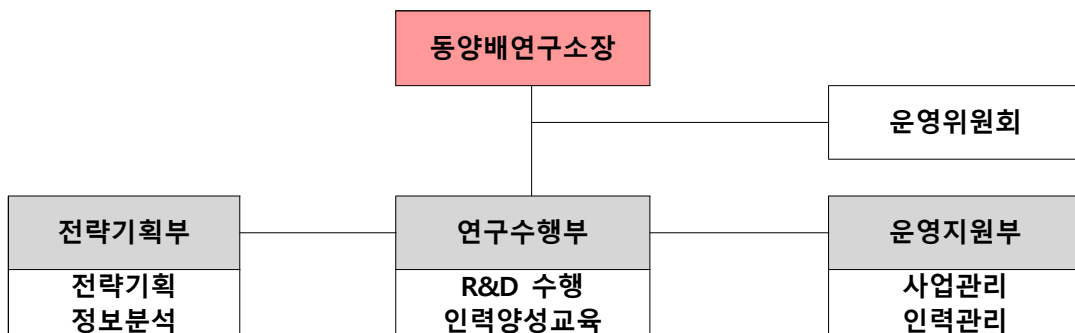 동양배연구소장
운영위원회
전략기획부
연구수행부
운영지원부
전략기획
정보분석
R&D 수행
인력양성교육
사업관리
인력관리